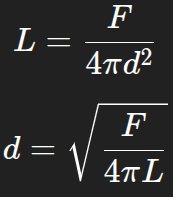 L = F / 4πd²
d = √(F / 4πL)